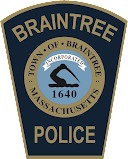 BRAINTREE
TOWN • OF • BRAINTREE
INCORPORATED
1640
MASSACHUSETTS
POLICE